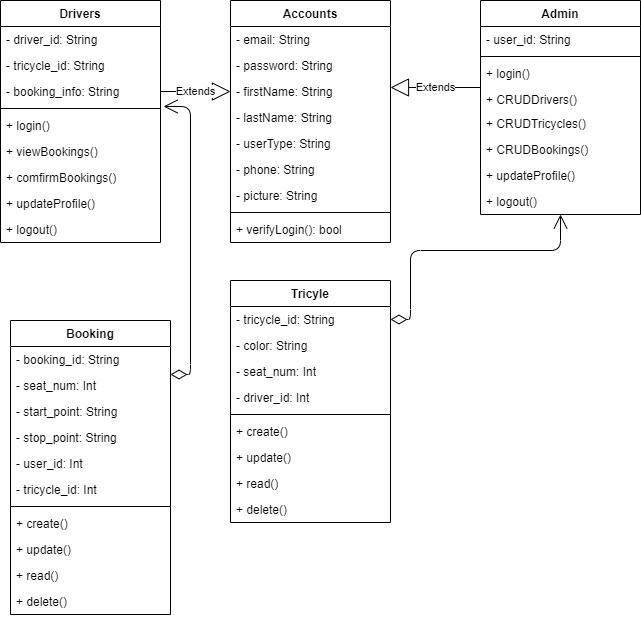 Drivers
- driver_id: String
- tricycle_id: String
- booking_info: String
+ login()
+ viewBookings()
+ comfirmBookings()
+ updateProfile()
+ logout()
Extends
Accounts
- email: String
- password: String
- firstName: String
- lastName: String
- userType: String
- phone: String
- picture: String
+ verifyLogin(): bool
Extends
Admin
- user_id: String
+ login()
+ CRUDDrivers()
+ CRUDTricycles()
+ CRUDBookings()
+ updateProfile()
+ logout()
Booking
- booking_id: String
- seat_num: Int
- start_point: String
- stop_point: String
- user_id: Int
- tricycle_id: Int
+ create()
+ update()
+ read()
+ delete()
Tricyle
- tricycle_id: String
- color: String
- seat_num: Int
- driver_id: Int
+ create()
+ update()
+ read()
+ delete()